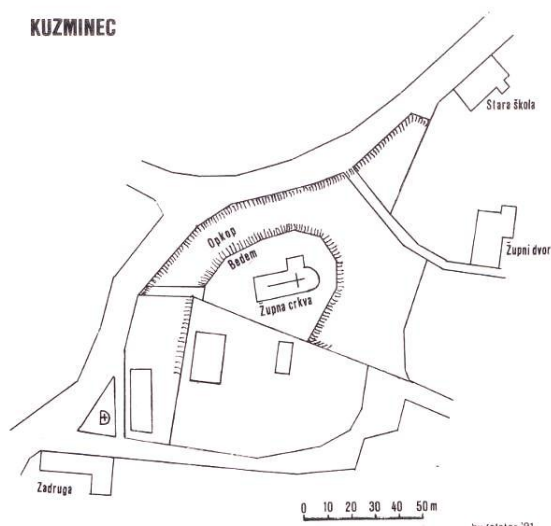 KUZMINEC
Stara škola
Opkop
Bedem
Župni dvor
Župna crkva
Zadruga
0 10 20 30 40 50 m